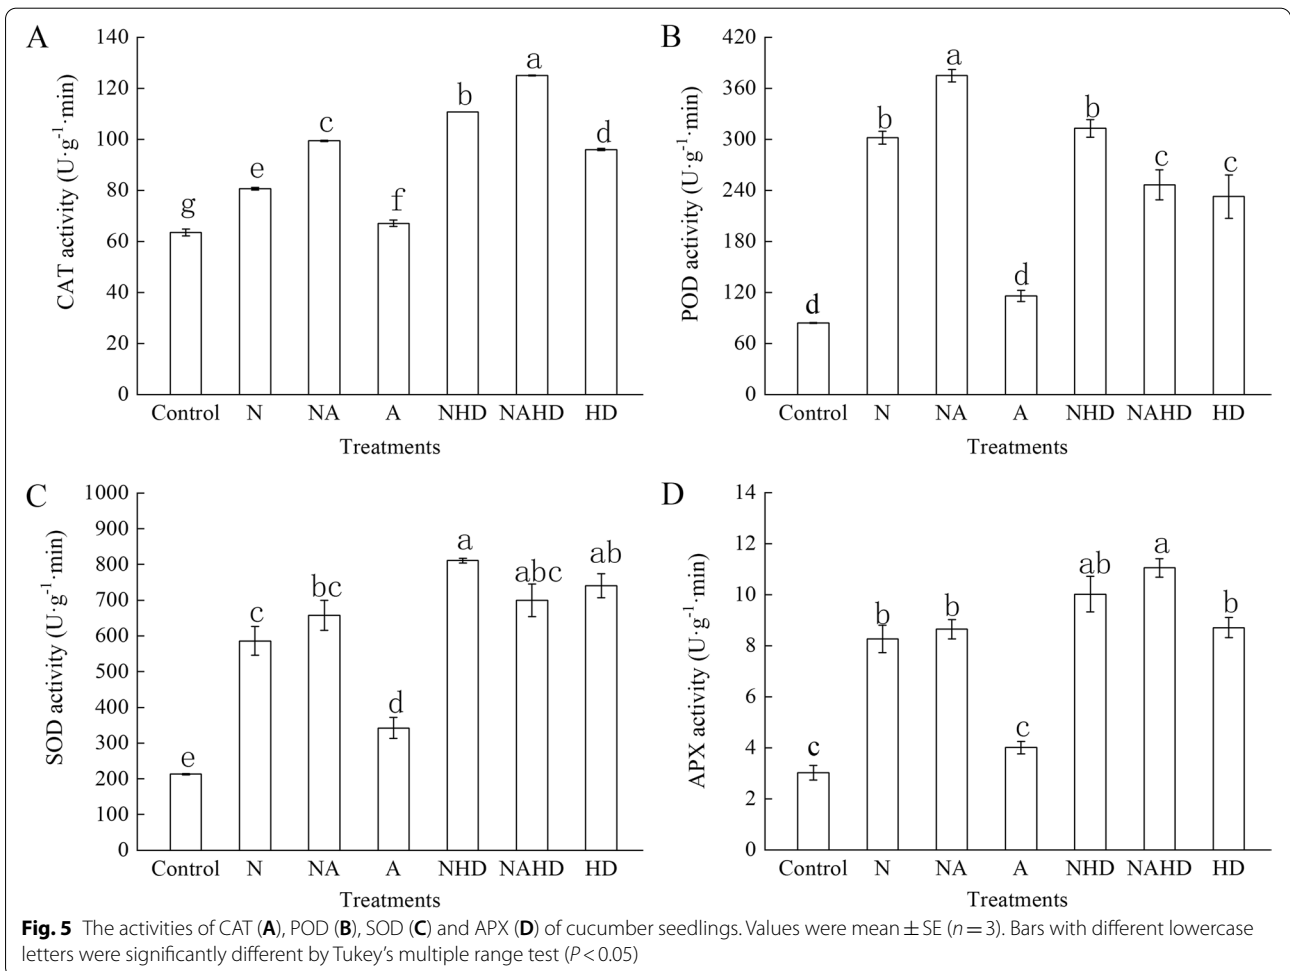 A
CAT activity (U·g⁻¹·min)
140
120
100
80
60
40
20
0
g
e
c
f
b
a
d
Control N NA A NHD NAHD HD
Treatments
B
POD activity (U·g⁻¹·min)
420
360
300
240
180
120
60
0
d
b
a
d
b
c
c
Control N NA A NHD NAHD HD
Treatments
C
SOD activity (U·g⁻¹·min)
1000
900
800
700
600
500
400
300
200
100
0
e
c
bc
d
a
abc
ab
Control N NA A NHD NAHD HD
Treatments
D
APX activity (U·g⁻¹·min)
14
12
10
8
6
4
2
0
c
b
b
c
ab
a
b
Control N NA A NHD NAHD HD
Treatments
Fig. 5 The activities of CAT (A), POD (B), SOD (C) and APX (D) of cucumber seedlings. Values were mean ± SE (n = 3). Bars with different lowercase
letters were significantly different by Tukey's multiple range test (P < 0.05)